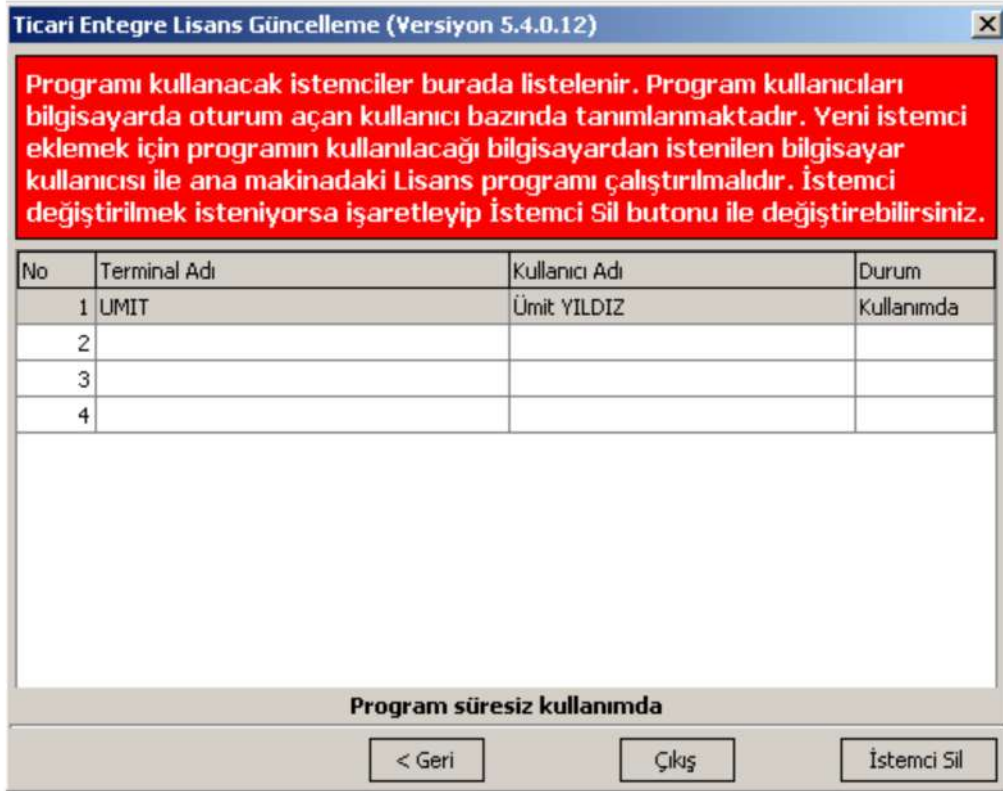 Ticari Entegre Lisans Güncelleme (Versiyon 5.4.0.12)
Programı kullanacak istemciler burada listelenir. Program kullanıcıları
bilgisayarda oturum açan kullanıcı bazında tanımlanmaktadır. Yeni istemci
eklemek için programın kullanılacağı bilgisayardan istenilen bilgisayar
kullanıcısı ile ana makinadaki Lisans programı çalıştırılmalıdır. İstemci
değiştirilmek isteniyorsa işaretleyip İstemci Sil butonu ile değiştirebilirsiniz.
No Terminal Adı Kullanıcı Adı Durum
1 UMIT Ümit YILDIZ Kullanımda
2
3
4
Program süresiz kullanımda
< Geri Çıkış İstemci Sil